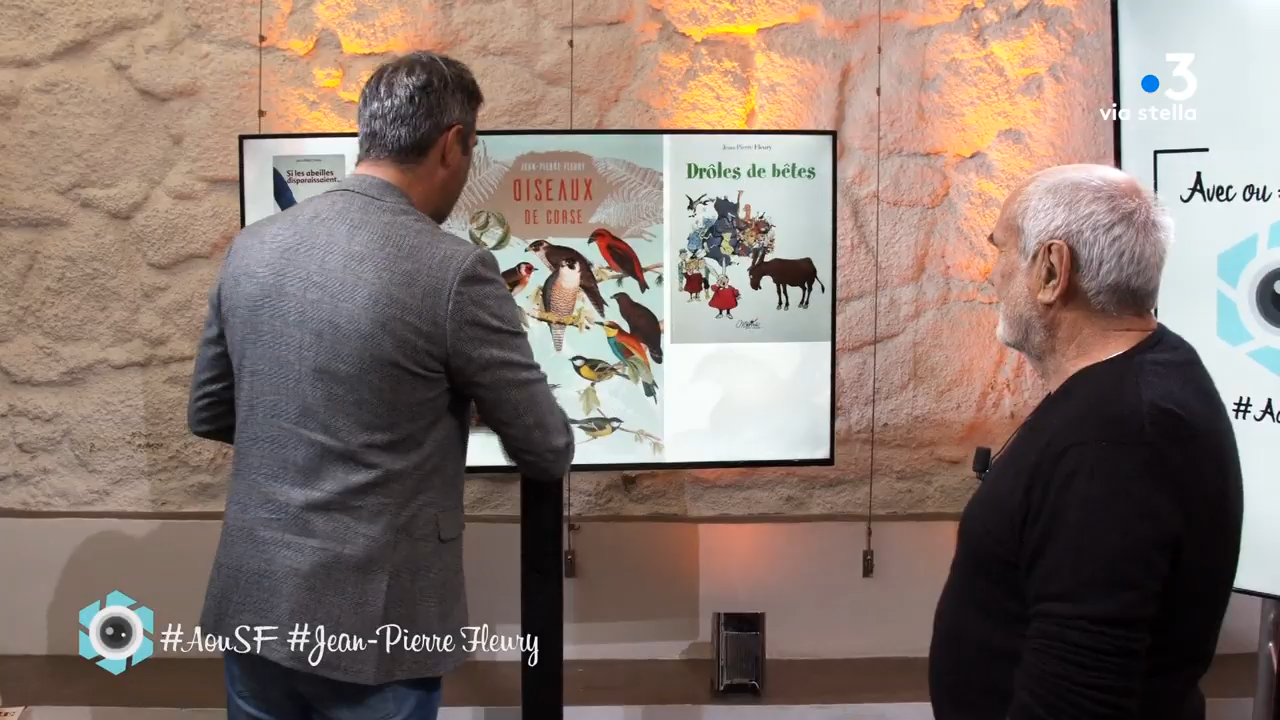 3
via stella
Si les abeilles
disparaissaient...
JEAN-PIERRE FLEURY
OISEAUX
DE CORSE
Jean-Pierre Fleury
Drôles de bêtes
Avec ou
#Ao
#AouSF #Jean-Pierre Fleury